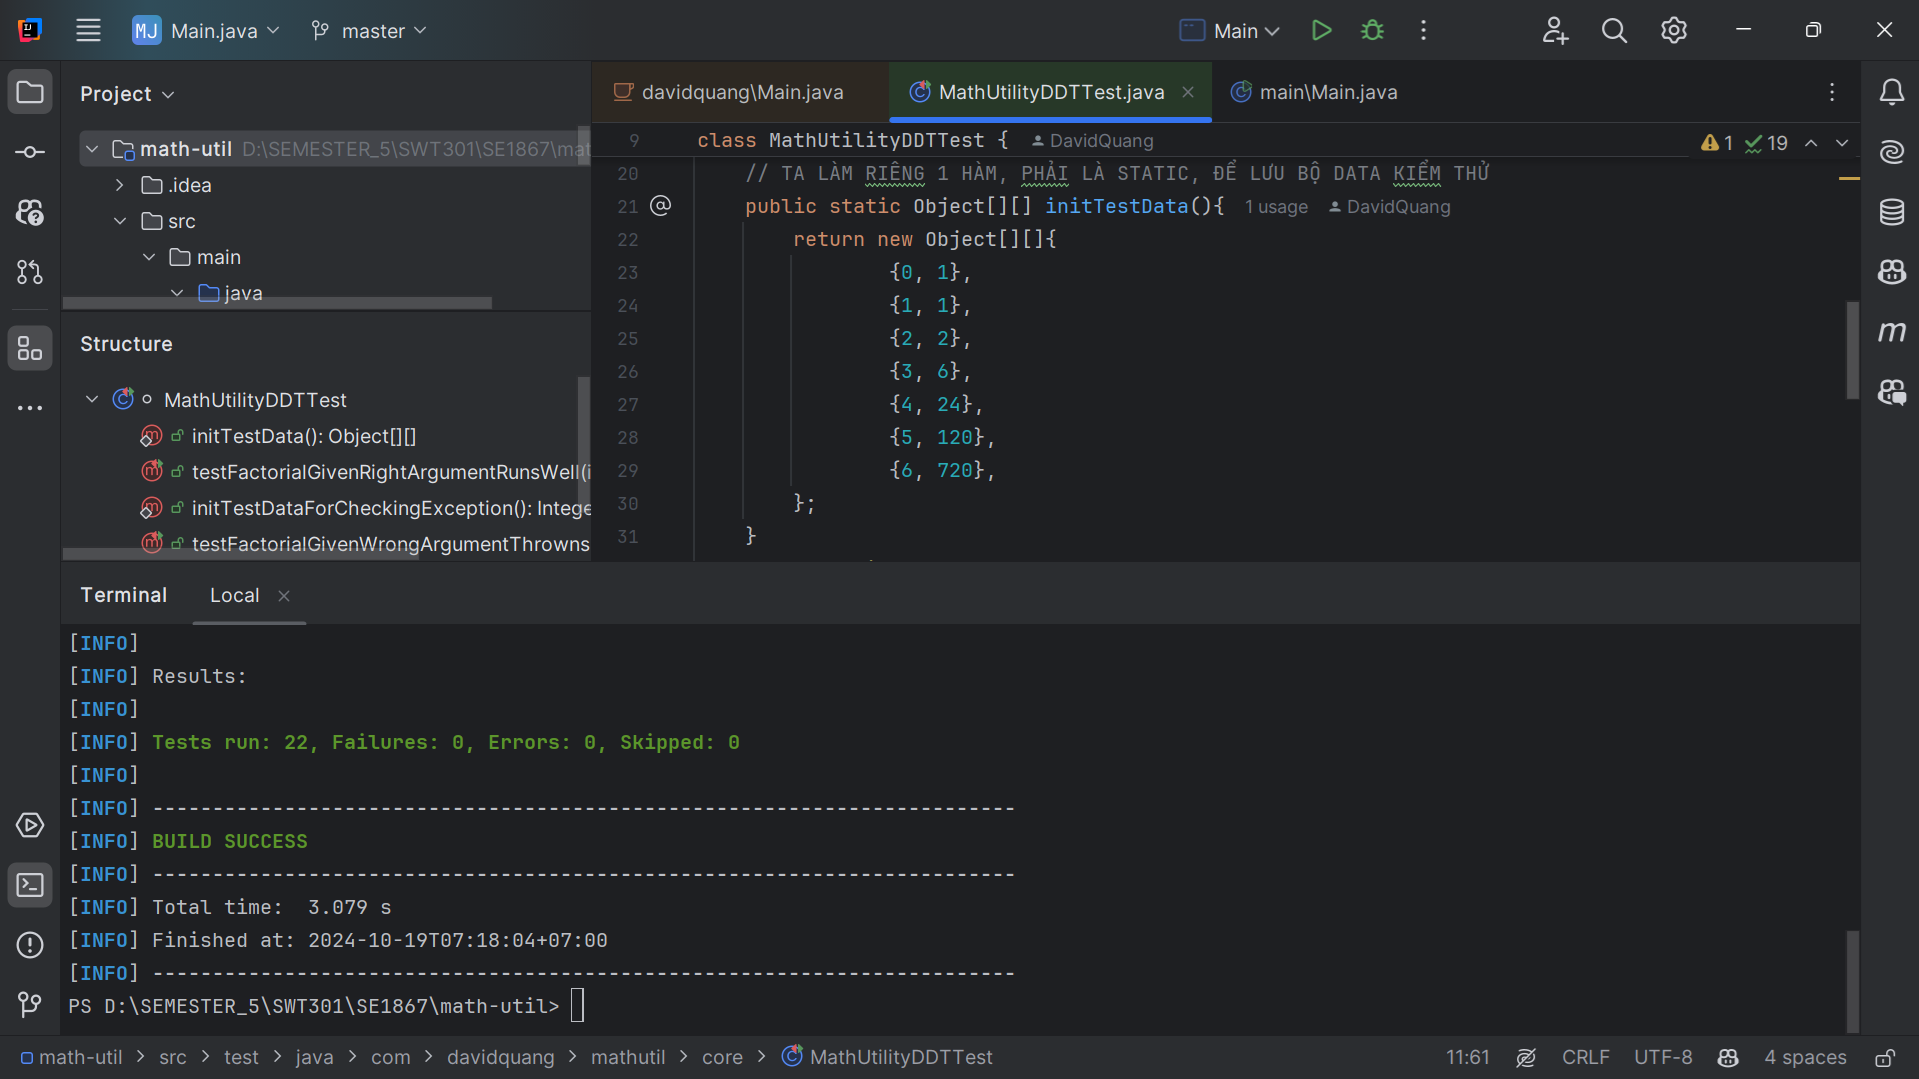 MJ Main.java master Main
Project
math-util D:\SEMESTER_5\SWT301\SE1867\mat
.idea
src
main
java
Structure
MathUtilityDDTTest
initTestData(): Object[][]
testFactorialGivenRightArgumentRunsWell(i
initTestDataForCheckingException(): Intege
testFactorialGivenWrongArgumentThrowns
davidquang\Main.java MathUtilityDDTTest.java main\Main.java
9 class MathUtilityDDTTest { DavidQuang 1 19
20 // TA LÀM RIÊNG 1 HÀM, PHẢI LÀ STATIC, ĐỂ LƯU BỘ DATA KIỂM THỬ
21 public static Object[][] initTestData(){ 1 usage DavidQuang
22 return new Object[][]{
23 {0, 1},
24 {1, 1},
25 {2, 2},
26 {3, 6},
27 {4, 24},
28 {5, 120},
29 {6, 720},
30 };
31 }
Terminal Local
[INFO]
[INFO] Results:
[INFO]
[INFO] Tests run: 22, Failures: 0, Errors: 0, Skipped: 0
[INFO]
[INFO] ------------------------------------------------------------------------
[INFO] BUILD SUCCESS
[INFO] ------------------------------------------------------------------------
[INFO] Total time:  3.079 s
[INFO] Finished at: 2024-10-19T07:18:04+07:00
[INFO] ------------------------------------------------------------------------
PS D:\SEMESTER_5\SWT301\SE1867\math-util>
math-util > src > test > java > com > davidquang > mathutil > core > MathUtilityDDTTest 11:61 CRLF UTF-8 4 spaces